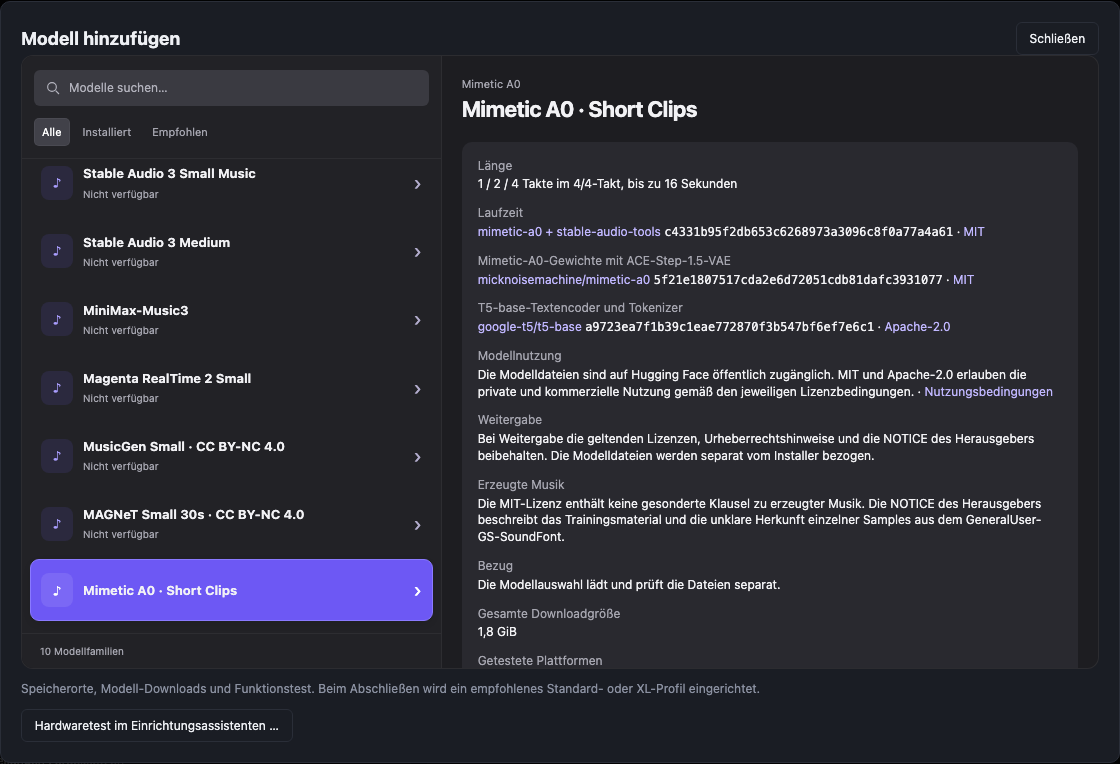 Modell hinzufügen
Schließen
Modelle suchen...
Alle
Installiert
Empfohlen
Stable Audio 3 Small Music
Nicht verfügbar
Stable Audio 3 Medium
Nicht verfügbar
MiniMax-Music3
Nicht verfügbar
Magenta RealTime 2 Small
Nicht verfügbar
MusicGen Small · CC BY-NC 4.0
Nicht verfügbar
MAGNeT Small 30s · CC BY-NC 4.0
Nicht verfügbar
Mimetic A0 · Short Clips
10 Modellfamilien
Mimetic A0
Mimetic A0 · Short Clips
Länge
1 / 2 / 4 Takte im 4/4-Takt, bis zu 16 Sekunden
Laufzeit
mimetic-a0 + stable-audio-tools c4331b95f2db653c6268973a3096c8f0a77a4a61 · MIT
Mimetic-A0-Gewichte mit ACE-Step-1.5-VAE
micknoisemachine/mimetic-a0 5f21e1807517cda2e6d72051cdb81dafc3931077 · MIT
T5-base-Textencoder und Tokenizer
google-t5/t5-base a9723ea7f1b39c1eae772870f3b547bf6ef7e6c1 · Apache-2.0
Modellnutzung
Die Modelldateien sind auf Hugging Face öffentlich zugänglich. MIT und Apache-2.0 erlauben die
private und kommerzielle Nutzung gemäß den jeweiligen Lizenzbedingungen. · Nutzungsbedingungen
Weitergabe
Bei Weitergabe die geltenden Lizenzen, Urheberrechtshinweise und die NOTICE des Herausgebers
beibehalten. Die Modelldateien werden separat vom Installer bezogen.
Erzeugte Musik
Die MIT-Lizenz enthält keine gesonderte Klausel zu erzeugter Musik. Die NOTICE des Herausgebers
beschreibt das Trainingsmaterial und die unklare Herkunft einzelner Samples aus dem GeneralUser-
GS-SoundFont.
Bezug
Die Modellauswahl lädt und prüft die Dateien separat.
Gesamte Downloadgröße
1,8 GiB
Getestete Plattformen
Speicherorte, Modell-Downloads und Funktionstest. Beim Abschließen wird ein empfohlenes Standard- oder XL-Profil eingerichtet.
Hardwaretest im Einrichtungsassistenten ...